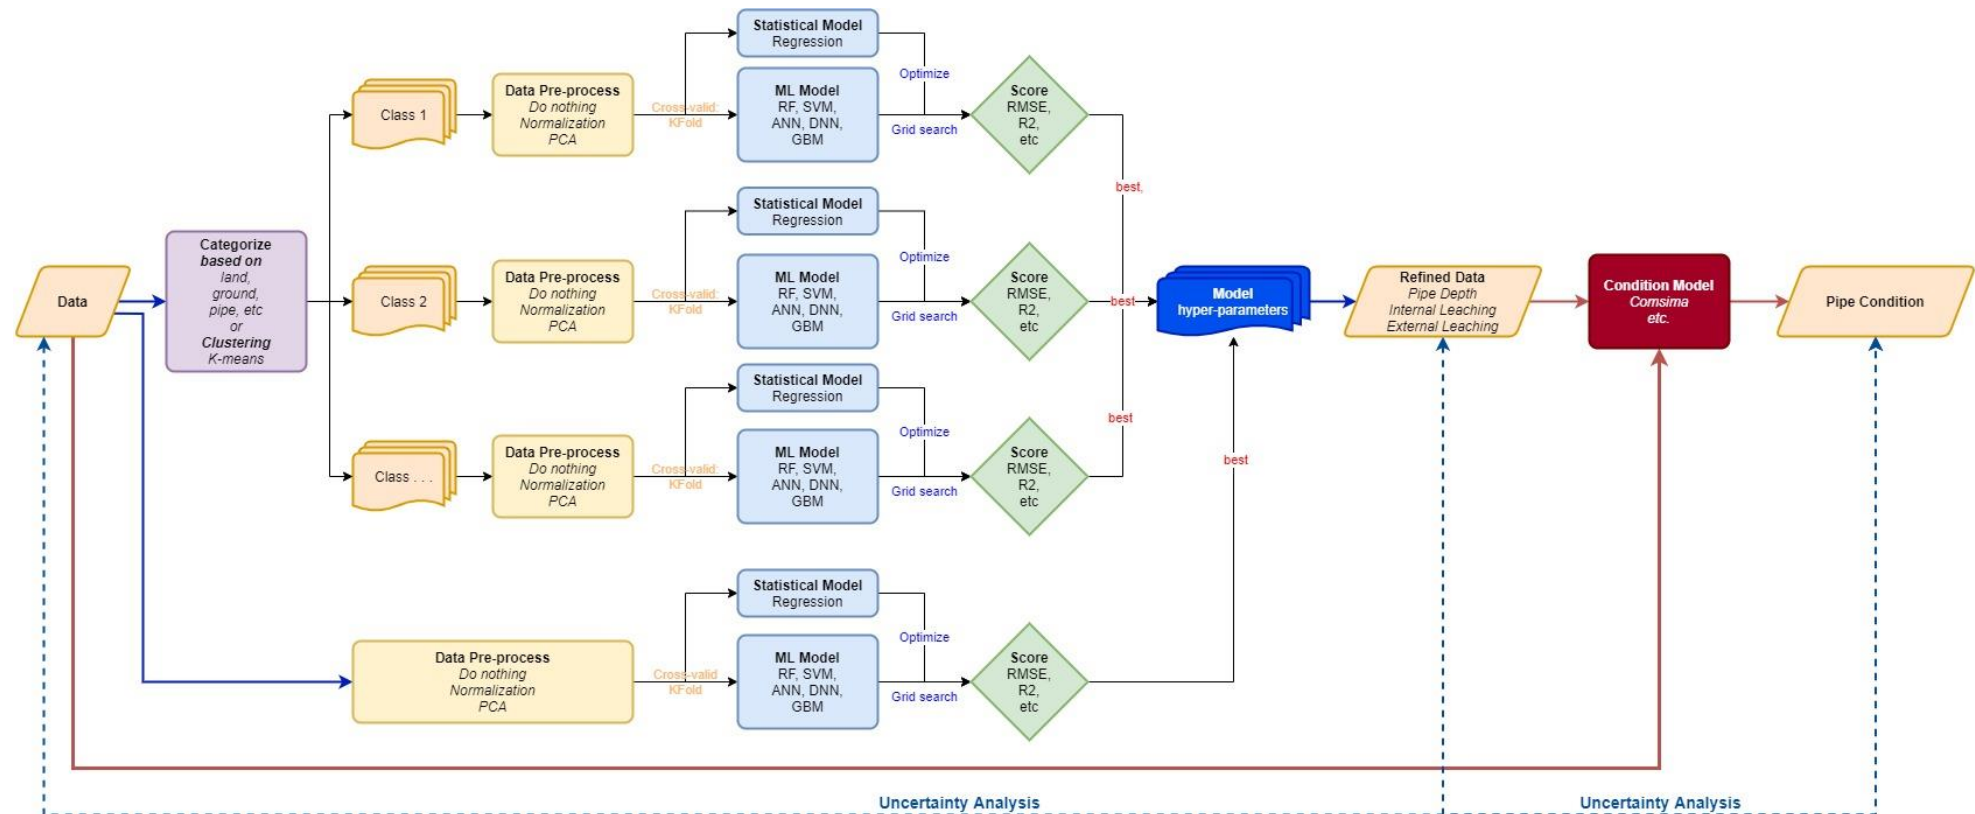 Data
Categorize
based on
land,
ground,
pipe, etc
or
Clustering
K-means
Class 1
Data Pre-process
Do nothing
Normalization
PCA
Cross-valid:
KFold
Statistical Model
Regression
ML Model
RF, SVM,
ANN, DNN,
GBM
Optimize
Grid search
Score
RMSE,
R2,
etc
best,
Class 2
Data Pre-process
Do nothing
Normalization
PCA
Cross-valid:
KFold
Statistical Model
Regression
ML Model
RF, SVM,
ANN, DNN,
GBM
Optimize
Grid search
Score
RMSE,
R2,
etc
best
Class . . .
Data Pre-process
Do nothing
Normalization
PCA
Cross-valid:
KFold
Statistical Model
Regression
ML Model
RF, SVM,
ANN, DNN,
GBM
Optimize
Grid search
Score
RMSE,
R2,
etc
best
Data Pre-process
Do nothing
Normalization
PCA
Cross-valid
KFold
Statistical Model
Regression
ML Model
RF, SVM,
ANN, DNN,
GBM
Optimize
Grid search
Score
RMSE,
R2,
etc
best
Model
hyper-parameters
Refined Data
Pipe Depth
Internal Leaching
External Leaching
Condition Model
Comsima
etc.
Pipe Condition
Uncertainty Analysis
Uncertainty Analysis